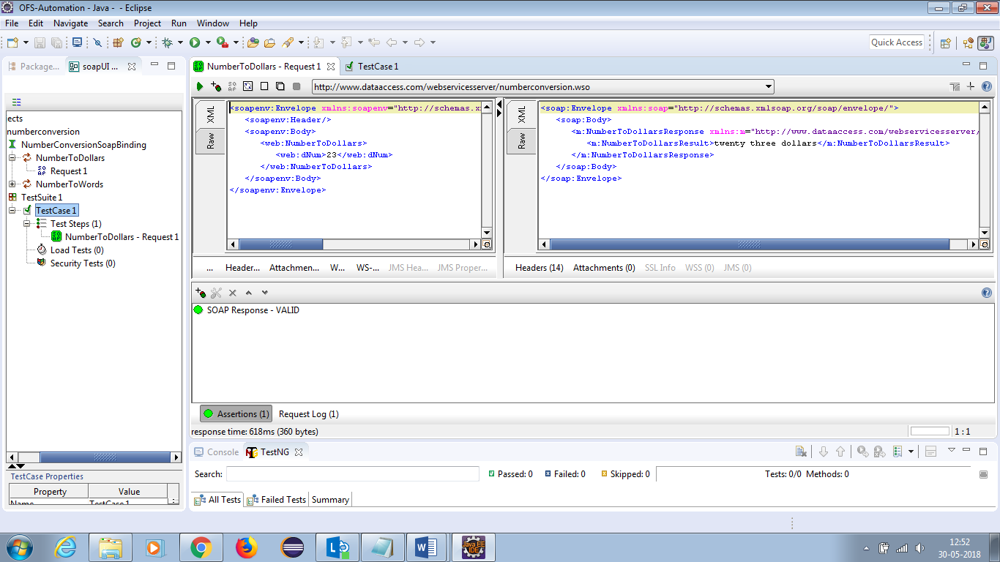 OFS-Automation - Java -  - Eclipse
File Edit Navigate Search Project Run Window Help
Quick Access
Package...
soapUI ...
ects
numberconversion
NumberConversionSoapBinding
NumberToDollars
Request 1
NumberToWords
TestSuite 1
TestCase 1
Test Steps (1)
NumberToDollars - Request 1
Load Tests (0)
Security Tests (0)
TestCase Properties
Property Value
Name TestCase 1
NumberToDollars - Request 1
TestCase 1
http://www.dataaccess.com/webservicesserver/numberconversion.wso
XML
Raw
<soapenv:Envelope xmlns:soapenv="http://schemas.x
<soapenv:Header/>
<soapenv:Body>
<web:NumberToDollars>
<web:dNum>23</web:dNum>
</web:NumberToDollars>
</soapenv:Body>
</soapenv:Envelope>
... Header... Attachmen... W... WS-... JMS Hea... JMS Proper...
XML
Raw
<soap:Envelope xmlns:soap="http://schemas.xmlsoap.org/soap/envelope/">
<soap:Body>
<m:NumberToDollarsResponse xmlns:m="http://www.dataaccess.com/webservicesserver/
<m:NumberToDollarsResult>twenty three dollars</m:NumberToDollarsResult>
</m:NumberToDollarsResponse>
</soap:Body>
</soap:Envelope>
Headers (14) Attachments (0) SSL Info WSS (0) JMS (0)
SOAP Response - VALID
Assertions (1) Request Log (1)
response time: 618ms (360 bytes)
1 : 1
Console
TestNG
Search:
Passed: 0
Failed: 0
Skipped: 0
Tests: 0/0 Methods: 0
All Tests
Failed Tests
Summary
Java EE
IDE
12:52
30-05-2018